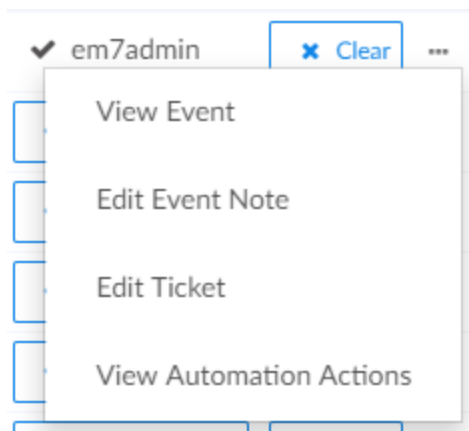 em7admin Clear
View Event
Edit Event Note
Edit Ticket
View Automation Actions